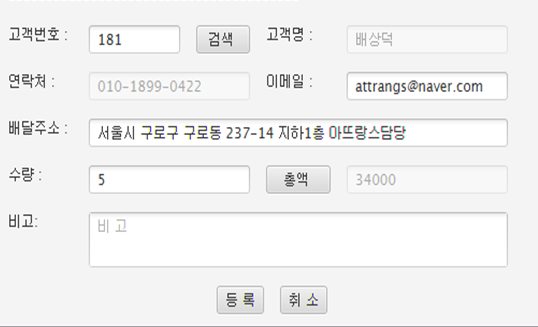 고객번호 : 181 검색 고객명 : 배상덕
연락처 : 010-1899-0422 이메일 : attrangs@naver.com
배달주소 : 서울시 구로구 구로동 237-14 지하1층 아뜨랑스담당
수량 : 5 총액 34000
비고: 비 고
등 록 취 소